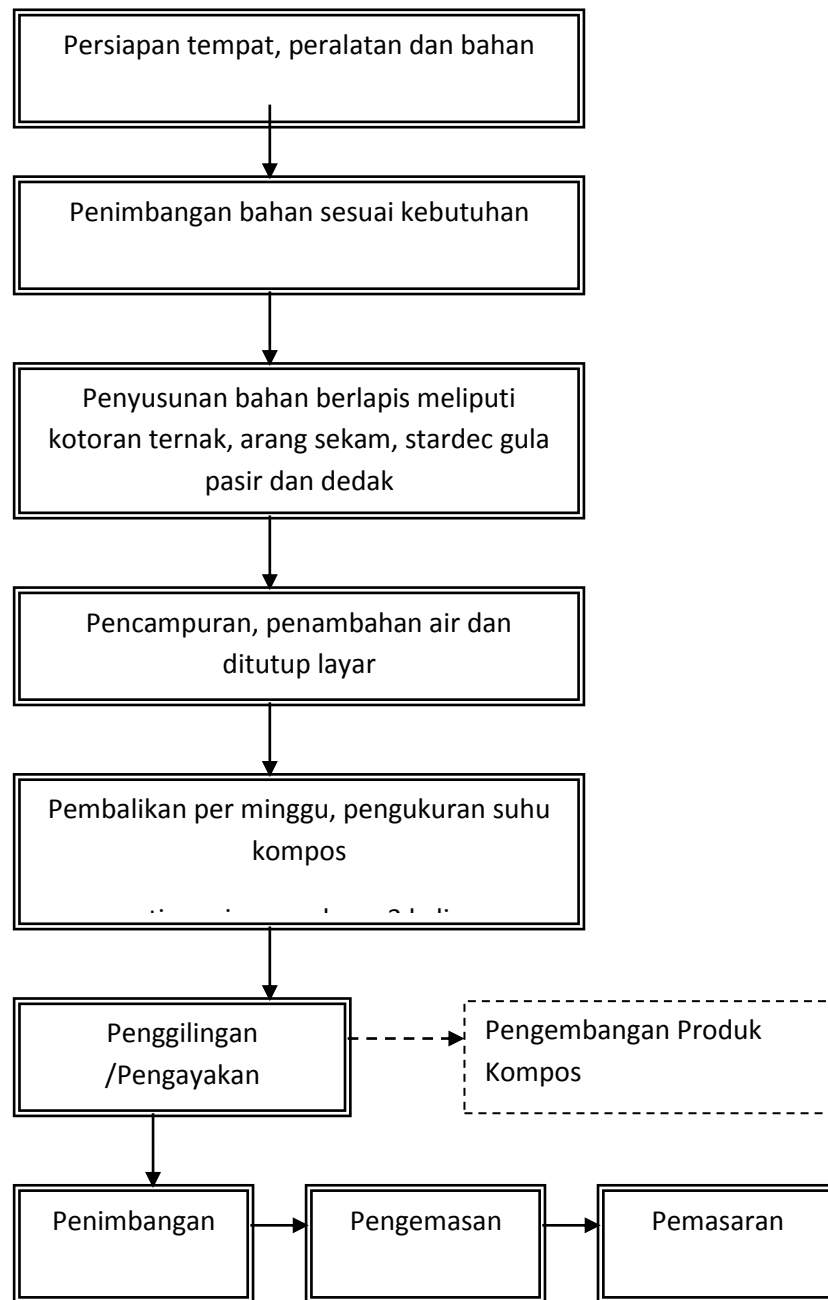 Persiapan tempat, peralatan dan bahan
Penimbangan bahan sesuai kebutuhan
Penyusunan bahan berlapis meliputi
kotoran ternak, arang sekam, stardec gula
pasir dan dedak
Pencampuran, penambahan air dan
ditutup layar
Pembalikan per minggu, pengukuran suhu
kompos
Penggilingan
/Pengayakan
Pengembangan Produk
Kompos
Penimbangan
Pengemasan
Pemasaran